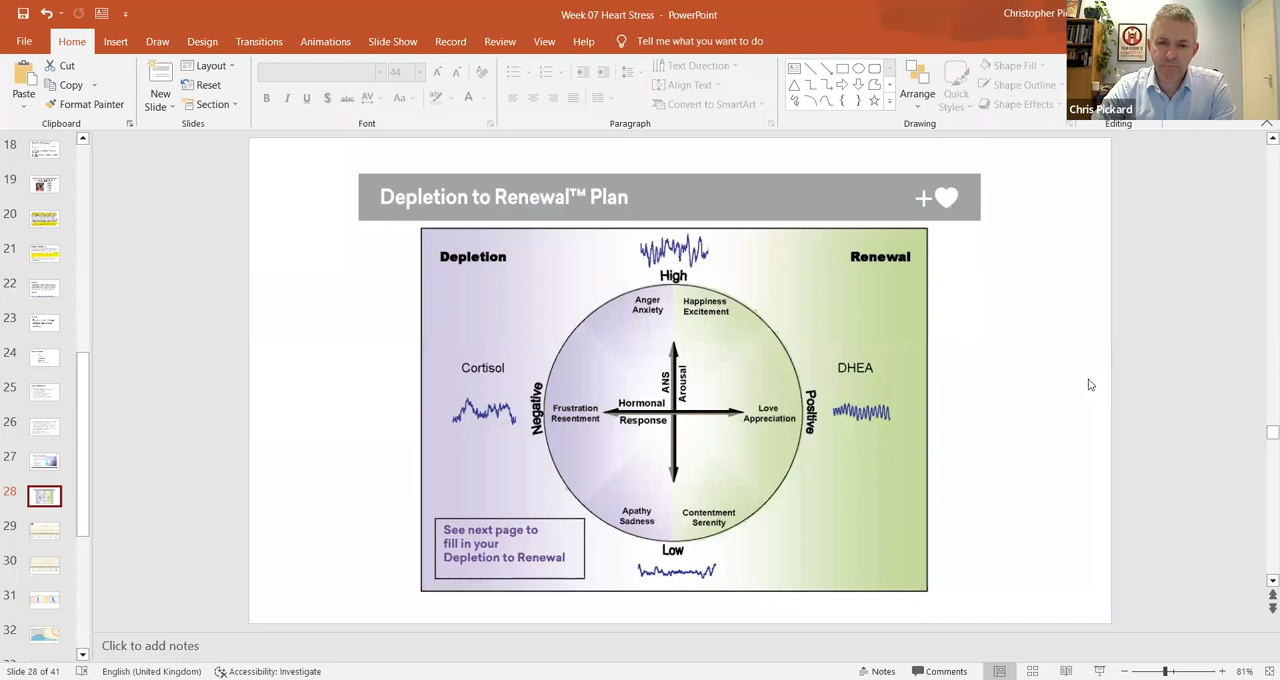 Week 07 Heart Stress - PowerPoint
Christopher Pi
File Home Insert Draw Design Transitions Animations Slide Show Record Review View Help Tell me what you want to do
Paste
Cut
Copy
Format Painter
Clipboard
New
Slide
Layout
Reset
Section
Slides
44
B I U S abc AV Aa A
Font
Text Direction
Align Text
Convert to SmartArt
Paragraph
Arrange
Quick
Styles
Shape Fill
Shape Outline
Shape Effects
Drawing
Editing
Chris Pickard
18
19
20
21
22
23
24
25
26
27
28
29
30
31
32
Depletion to Renewal™ Plan
Depletion
Renewal
High
Anger
Anxiety
Happiness
Excitement
Cortisol
DHEA
ANS
Arousal
Negative
Positive
Hormonal
Response
Frustration
Resentment
Love
Appreciation
Apathy
Sadness
Contentment
Serenity
Low
See next page to
fill in your
Depletion to Renewal
Click to add notes
Slide 28 of 41 English (United Kingdom) Accessibility: Investigate Notes Comments 81%